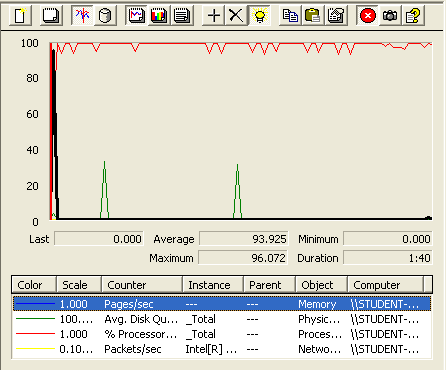 100
80
60
40
20
0
Last 0.000 Average 93.925 Minimum 0.000
Maximum 96.072 Duration 1:40
Color Scale Counter Instance Parent Object Computer
1.000 Pages/sec --- --- Memory \\STUDENT-...
100.... Avg. Disk Qu... _Total --- Physic... \\STUDENT-...
1.000 % Processor... _Total --- Proces... \\STUDENT-...
0.10... Packets/sec Intel[R] ... --- Netwo... \\STUDENT-...